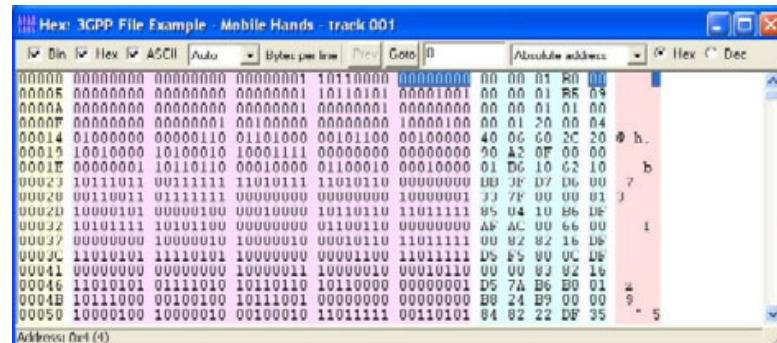 Hex: 3GPP File Example - Mobile Hands - track 001
Bin Hex ASCII Auto Bytes per line Prev Goto 0 Absolute address Hex Dec
00000 00000000 00000000 00000001 10110000 00000000 00 00 01 B0 00
00005 00000000 00000000 00000001 10110101 00001001 00 00 01 B5 09
0000A 00000000 00000000 00000001 00000001 00000000 00 00 01 01 00
0000F 00000000 00000001 00100000 00000000 10000100 00 01 20 00 84
00014 01000000 00000110 01101000 00101100 00100000 40 06 68 2C 20 @ h,
00019 10010000 10100010 10001111 00000000 00000000 90 A2 8F 00 00
0001E 00000001 10110110 00010000 01100010 00010000 01 B6 10 62 10 b
00023 10111011 00111111 11010111 11010110 00000000 BB 3F D7 D6 00 ?
00028 00110011 01111111 00000000 00000000 10000001 33 7F 00 00 81 3
0002D 10000101 00000100 00010000 10110110 11011111 85 04 10 B6 DF
00032 10101111 10101100 00000000 01100110 00000000 AF AC 00 66 00 f
00037 00000000 10000010 10000010 00010110 11011111 00 82 82 16 DF
0003C 11010101 11110101 10000000 00001100 11011111 D5 F5 80 0C DF
00041 00000000 00000000 10000011 10000010 00010110 00 00 83 82 16
00046 11010101 01111010 10110110 10110000 00000001 D5 7A B6 B0 01 z
0004B 10111000 00100100 10111001 00000000 00000000 B8 24 B9 00 00
00050 10000100 10000010 00100010 11011111 00110101 84 82 22 DF 35 " 5
Address: 0x4 (4)